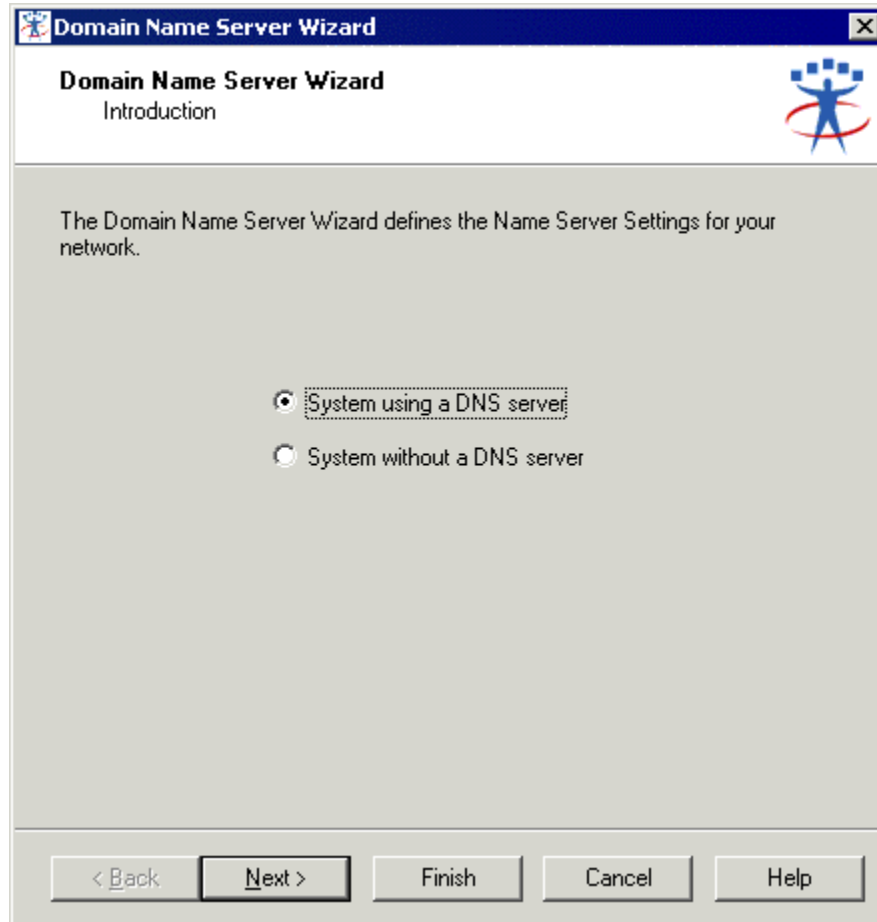 Domain Name Server Wizard
Domain Name Server Wizard
Introduction
The Domain Name Server Wizard defines the Name Server Settings for your
network.
System using a DNS server
System without a DNS server
< Back
Next >
Finish
Cancel
Help